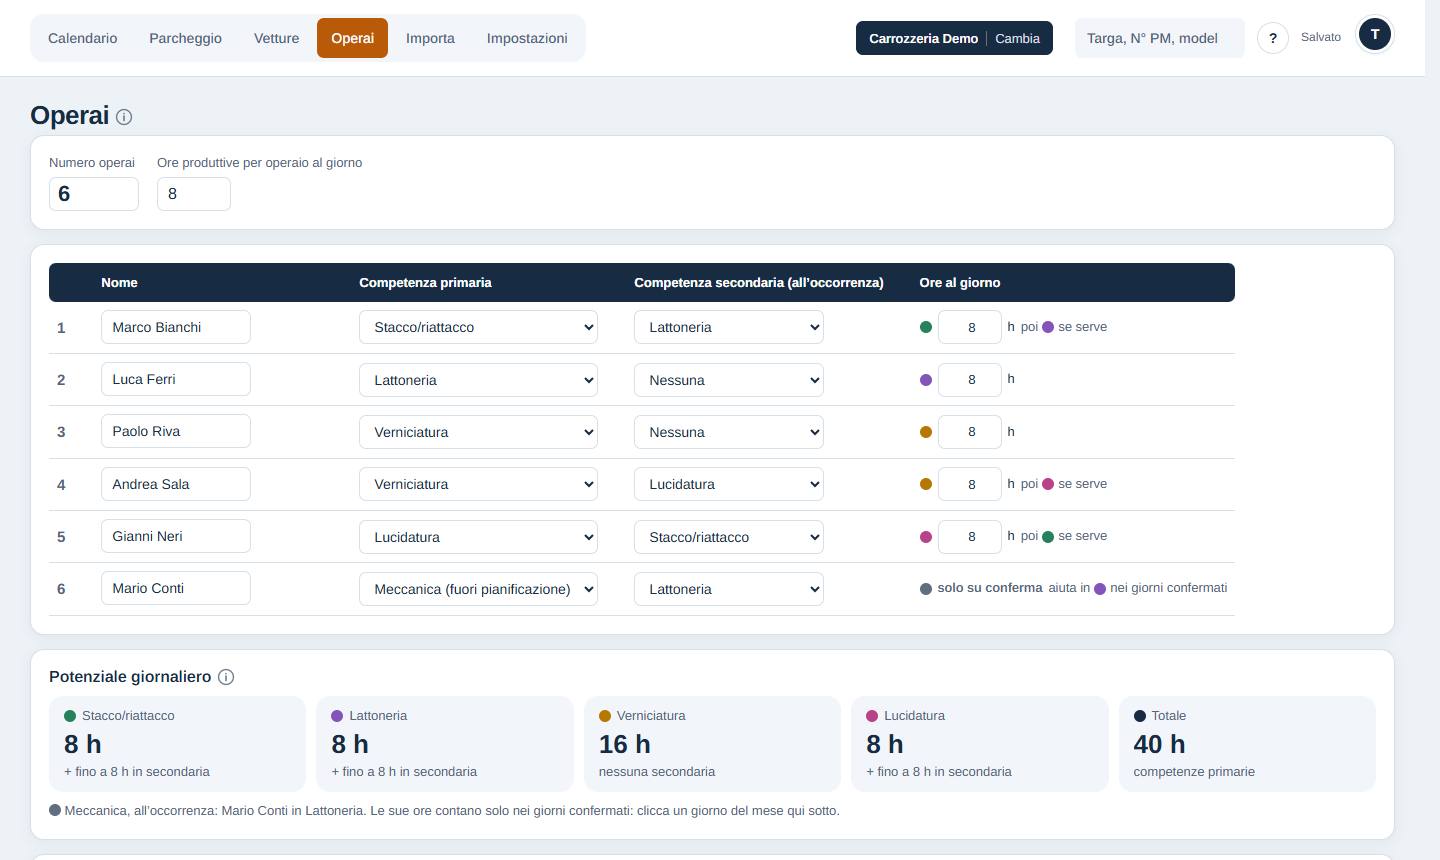 Calendario Parcheggio Vetture Operai Importa Impostazioni Carrozzeria Demo Cambia Targa, N° PM, model ? Salvato T
Operai
Numero operai Ore produttive per operaio al giorno
6 8
Nome Competenza primaria Competenza secondaria (all’occorrenza) Ore al giorno
1 Marco Bianchi Stacco/riattacco Lattoneria 8 h poi se serve
2 Luca Ferri Lattoneria Nessuna 8 h
3 Paolo Riva Verniciatura Nessuna 8 h
4 Andrea Sala Verniciatura Lucidatura 8 h poi se serve
5 Gianni Neri Lucidatura Stacco/riattacco 8 h poi se serve
6 Mario Conti Meccanica (fuori pianificazione) Lattoneria solo su conferma aiuta in nei giorni confermati
Potenziale giornaliero
Stacco/riattacco Lattoneria Verniciatura Lucidatura Totale
8 h 8 h 16 h 8 h 40 h
+ fino a 8 h in secondaria + fino a 8 h in secondaria nessuna secondaria + fino a 8 h in secondaria competenze primarie
Meccanica, all’occorrenza: Mario Conti in Lattoneria. Le sue ore contano solo nei giorni confermati: clicca un giorno del mese qui sotto.